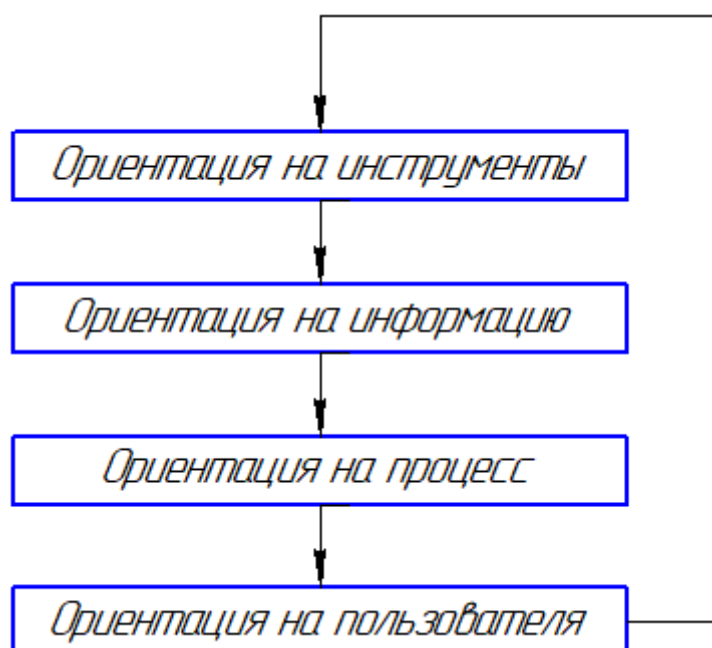 Ориентация на инструменты
Ориентация на информацию
Ориентация на процесс
Ориентация на пользователя